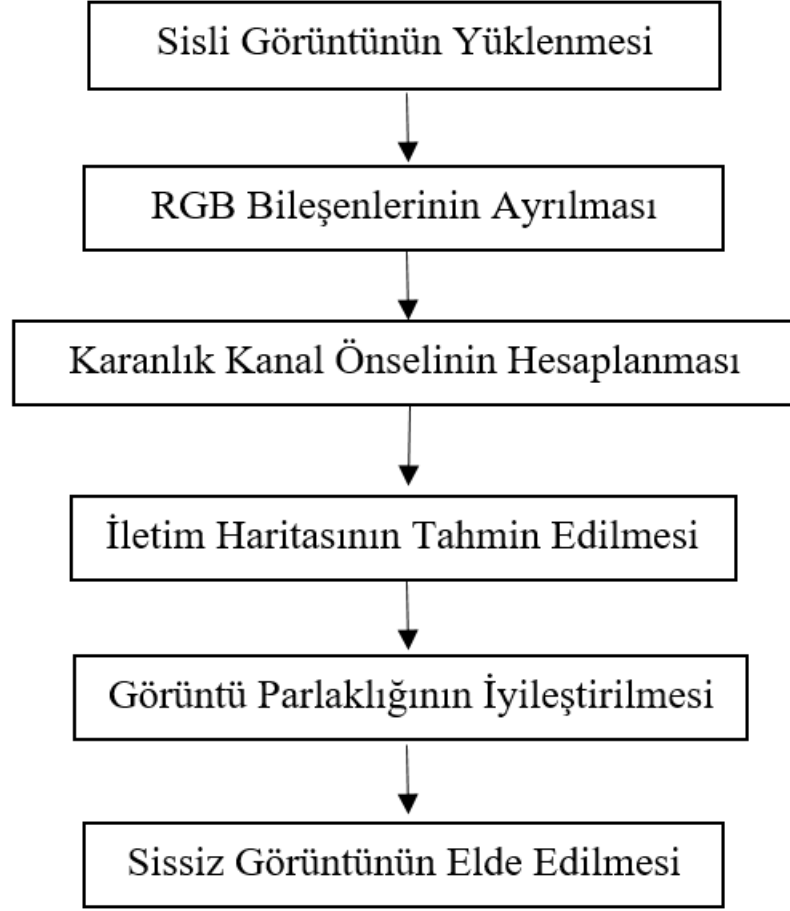 Sisli Görüntünün Yüklenmesi
RGB Bileşenlerinin Ayrılması
Karanlık Kanal Önselinin Hesaplanması
İletim Haritasının Tahmin Edilmesi
Görüntü Parlaklığının İyileştirilmesi
Sissiz Görüntünün Elde Edilmesi